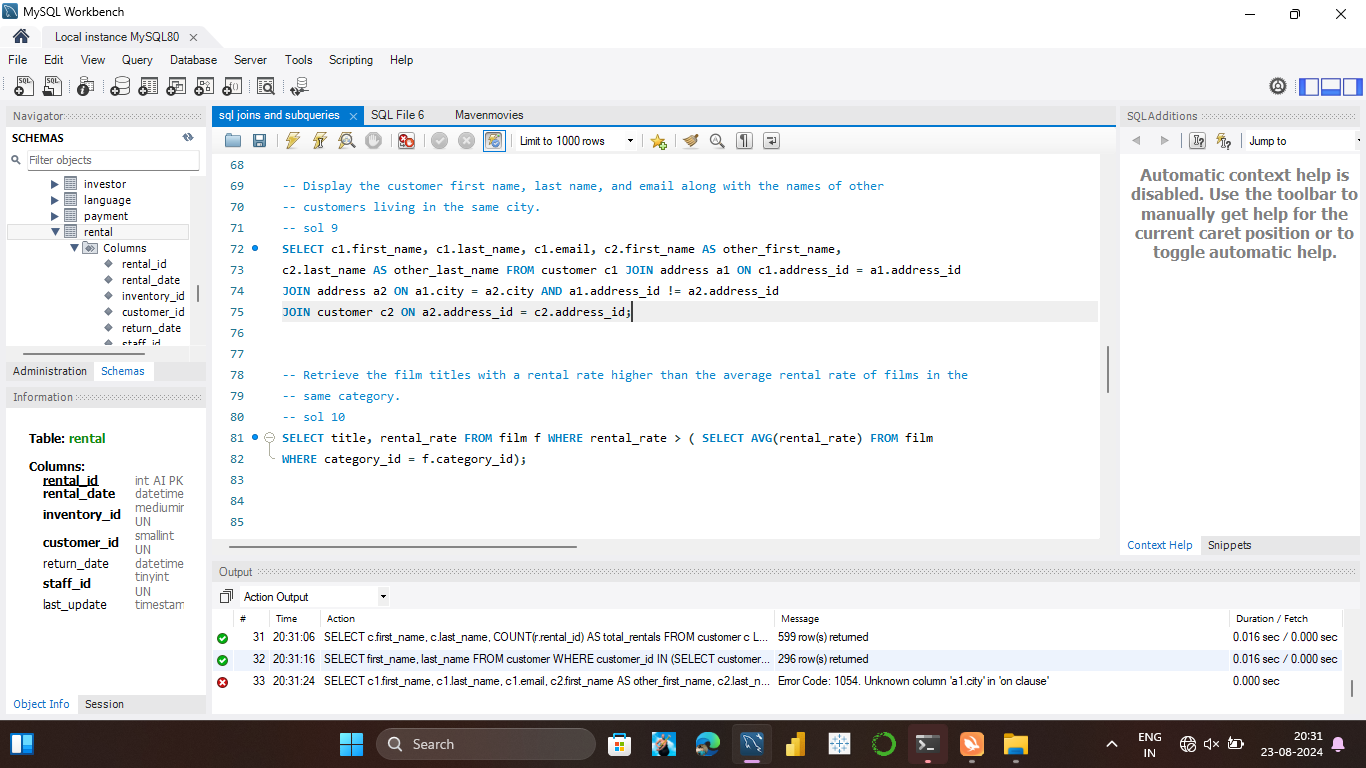 MySQL Workbench
Local instance MySQL80
File Edit View Query Database Server Tools Scripting Help
Navigator
SCHEMAS
Filter objects
investor
language
payment
rental
Columns
rental_id
rental_date
inventory_id
customer_id
return_date
staff_id
Administration Schemas
Information
Table: rental
Columns:
rental_id int AI PK
rental_date datetime
inventory_id mediumir UN
customer_id smallint UN
return_date datetime
staff_id tinyint UN
last_update timestam
Object Info Session
sql joins and subqueries SQL File 6 Mavenmovies
Limit to 1000 rows
68
69 -- Display the customer first name, last name, and email along with the names of other
70 -- customers living in the same city.
71 -- sol 9
72 SELECT c1.first_name, c1.last_name, c1.email, c2.first_name AS other_first_name,
73 c2.last_name AS other_last_name FROM customer c1 JOIN address a1 ON c1.address_id = a1.address_id
74 JOIN address a2 ON a1.city = a2.city AND a1.address_id != a2.address_id
75 JOIN customer c2 ON a2.address_id = c2.address_id;
76
77
78 -- Retrieve the film titles with a rental rate higher than the average rental rate of films in the
79 -- same category.
80 -- sol 10
81 SELECT title, rental_rate FROM film f WHERE rental_rate > ( SELECT AVG(rental_rate) FROM film
82 WHERE category_id = f.category_id);
83
84
85
SQLAdditions
Jump to
Automatic context help is
disabled. Use the toolbar to
manually get help for the
current caret position or to
toggle automatic help.
Context Help Snippets
Output
Action Output
# Time Action Message Duration / Fetch
31 20:31:06 SELECT c.first_name, c.last_name, COUNT(r.rental_id) AS total_rentals FROM customer c L... 599 row(s) returned 0.016 sec / 0.000 sec
32 20:31:16 SELECT first_name, last_name FROM customer WHERE customer_id IN (SELECT customer... 296 row(s) returned 0.016 sec / 0.000 sec
33 20:31:24 SELECT c1.first_name, c1.last_name, c1.email, c2.first_name AS other_first_name, c2.last_n... Error Code: 1054. Unknown column 'a1.city' in 'on clause' 0.000 sec
Search
ENG
IN
20:31
23-08-2024